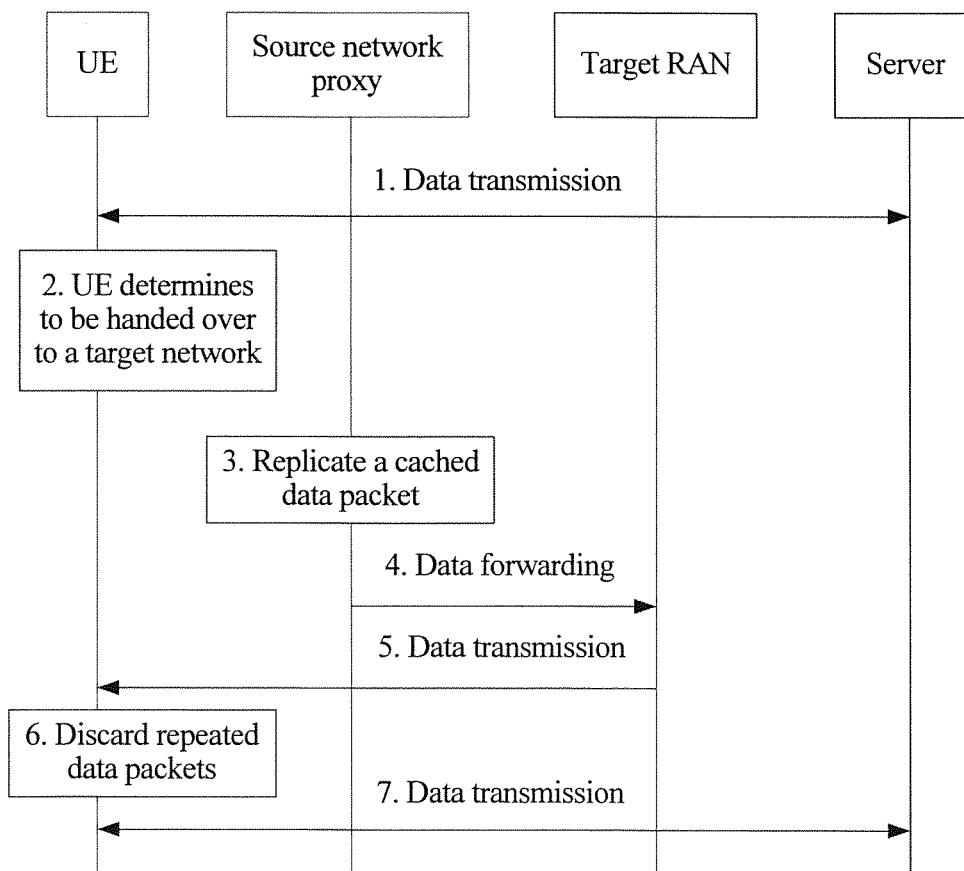 UE
Source network
proxy
Target RAN
Server
1. Data transmission
2. UE determines
to be handed over
to a target network
3. Replicate a cached
data packet
4. Data forwarding
5. Data transmission
6. Discard repeated
data packets
7. Data transmission